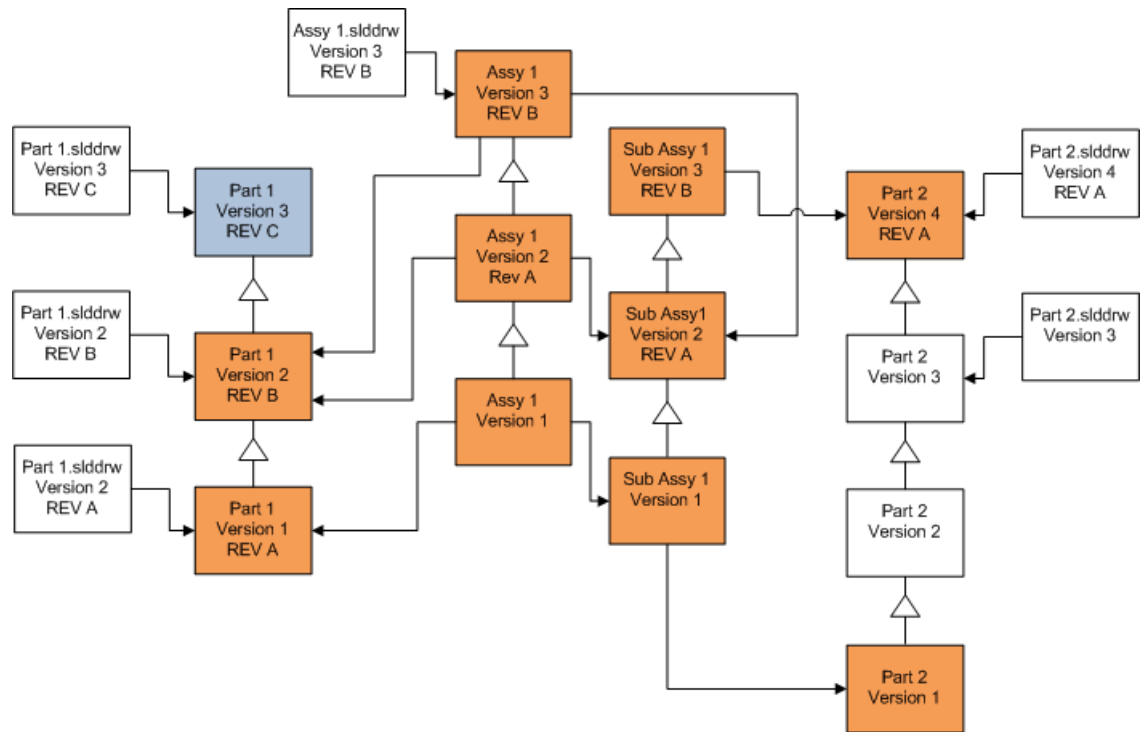 Assy 1.slddrw
Version 3
REV B
Assy 1
Version 3
REV B
Part 1.slddrw
Version 3
REV C
Part 1
Version 3
REV C
Sub Assy 1
Version 3
REV B
Part 2
Version 4
REV A
Part 2.slddrw
Version 4
REV A
Assy 1
Version 2
Rev A
Part 1.slddrw
Version 2
REV B
Part 1
Version 2
REV B
Sub Assy1
Version 2
REV A
Part 2
Version 3
Part 2.slddrw
Version 3
Assy 1
Version 1
Part 1.slddrw
Version 2
REV A
Part 1
Version 1
REV A
Sub Assy 1
Version 1
Part 2
Version 2
Part 2
Version 1